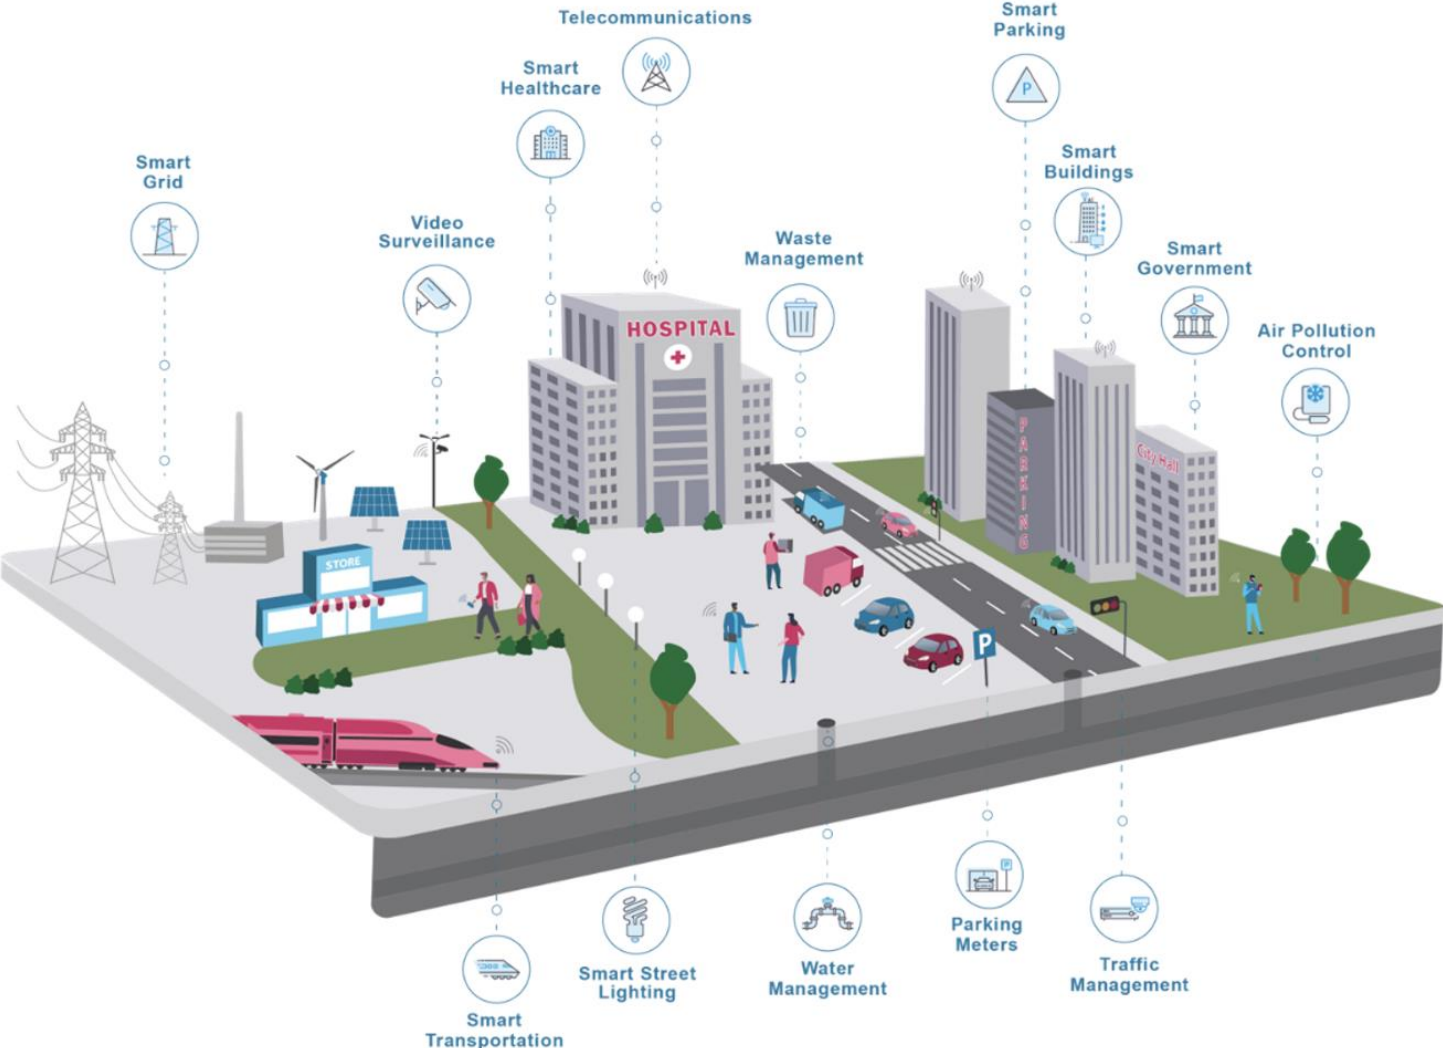 Telecommunications
Smart
Parking
Smart
Healthcare
P
Smart
Grid
Smart
Buildings
Video
Surveillance
Waste
Management
Smart
Government
HOSPITAL
Air Pollution
Control
PARKING
City Hall
STORE
P
P
Parking
Meters
Smart Street
Lighting
Water
Management
Traffic
Management
Smart
Transportation